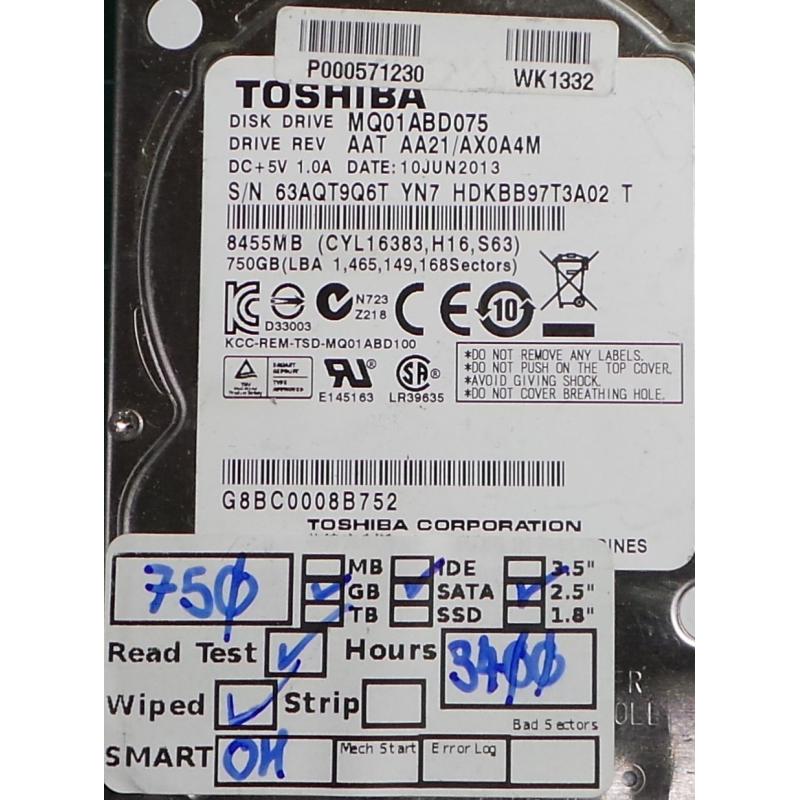 P000571230 WK1332
TOSHIBA
DISK DRIVE MQ01ABD075
DRIVE REV AAT AA21/AX0A4M
DC+5V 1.0A DATE:10JUN2013
S/N 63AQT9Q6T YN7 HDKBB97T3A02 T
8455MB (CYL16383,H16,S63)
750GB(LBA 1,465,149,168Sectors)
D33003
N723
Z218
CE
10
KCC-REM-TSD-MQ01ABD100
E145163
LR39635
*DO NOT REMOVE ANY LABELS.
*DO NOT PUSH ON THE TOP COVER.
*AVOID GIVING SHOCK.
*DO NOT COVER BREATHING HOLE.
G8BC0008B752
TOSHIBA CORPORATION
INES
750
MB IDE 3.5"
GB SATA 2.5"
TB SSD 1.8"
Read Test Hours 3400
Wiped Strip
Bad Sectors
SMART OK Mech Start Error Log